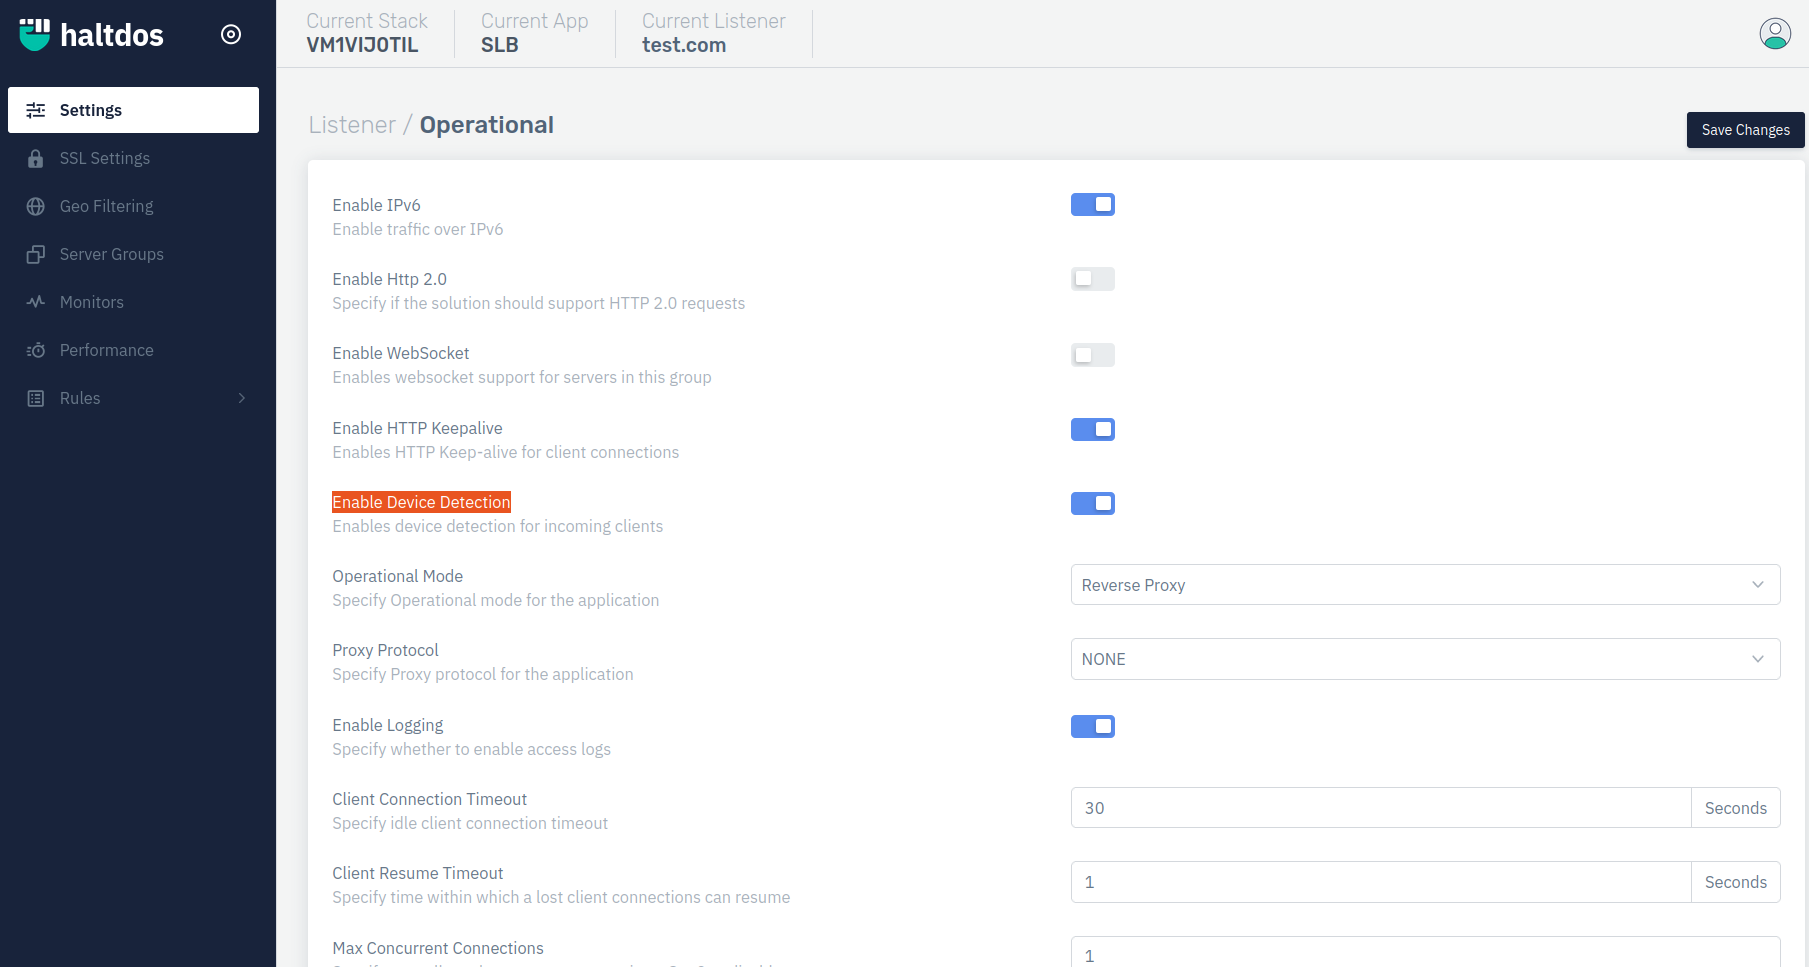 haltdos
Current Stack
VM1VIJ0TIL
Current App
SLB
Current Listener
test.com
Settings
SSL Settings
Geo Filtering
Server Groups
Monitors
Performance
Rules
Listener / Operational
Save Changes
Enable IPv6
Enable traffic over IPv6
Enable Http 2.0
Specify if the solution should support HTTP 2.0 requests
Enable WebSocket
Enables websocket support for servers in this group
Enable HTTP Keepalive
Enables HTTP Keep-alive for client connections
Enable Device Detection
Enables device detection for incoming clients
Operational Mode
Specify Operational mode for the application
Reverse Proxy
Proxy Protocol
Specify Proxy protocol for the application
NONE
Enable Logging
Specify whether to enable access logs
Client Connection Timeout
Specify idle client connection timeout
30 Seconds
Client Resume Timeout
Specify time within which a lost client connections can resume
1 Seconds
Max Concurrent Connections
1